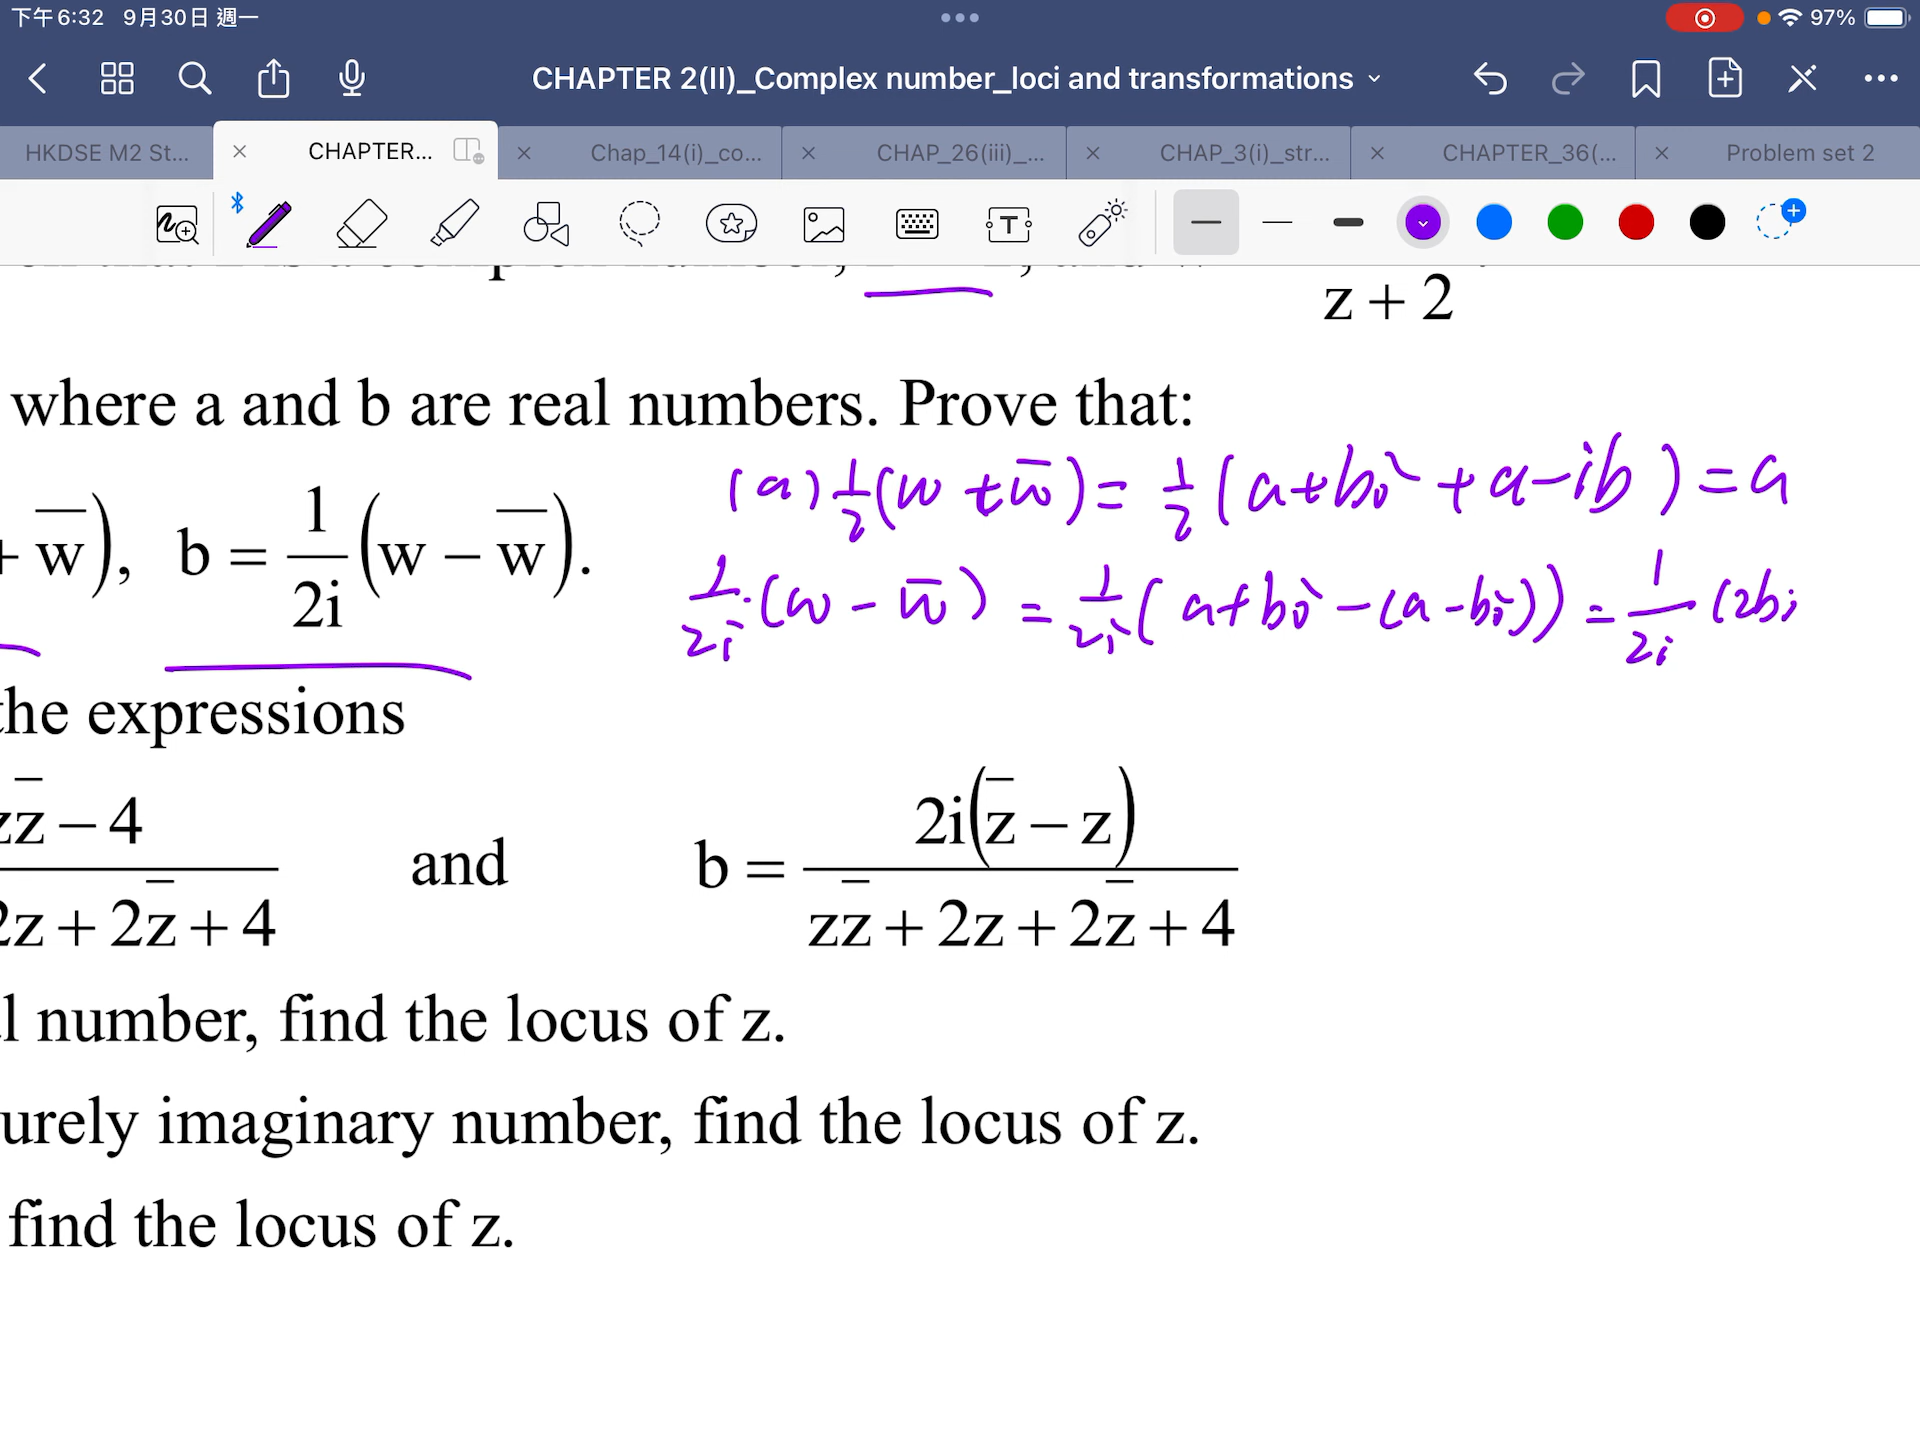 下午6:32 9月30日 週一 97%
CHAPTER 2(II)_Complex number_loci and transformations
HKDSE M2 St... CHAPTER... Chap_14(i)_co... CHAP_26(iii)_... CHAP_3(i)_str... CHAPTER_36(... Problem set 2
z + 2
where a and b are real numbers. Prove that:
(a) 1/2 (w + w̅) = 1/2 (a+bi + a-ib) = a
+ w̅), b = 1/2i (w − w̅).
1/2i (w - w̅) = 1/2i (a+bi -(a-bi)) = 1/2i (2bi
the expressions
zz̅ − 4
2z + 2z̅ + 4
and
b = 2i(z̅ − z)
zz̅ + 2z + 2z̅ + 4
l number, find the locus of z.
urely imaginary number, find the locus of z.
find the locus of z.